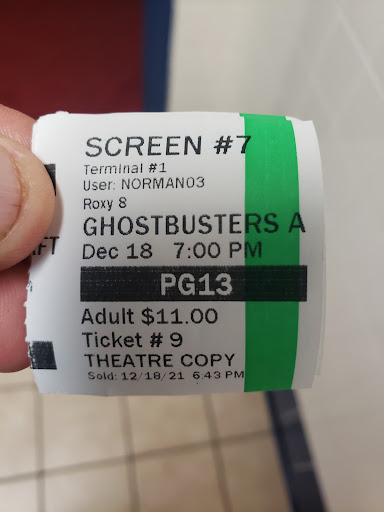 SCREEN #7
Terminal #1
User: NORMAN03
Roxy 8
GHOSTBUSTERS A
Dec 18 7:00 PM
PG13
Adult $11.00
Ticket # 9
THEATRE COPY
Sold: 12/18/21 6:43 PM